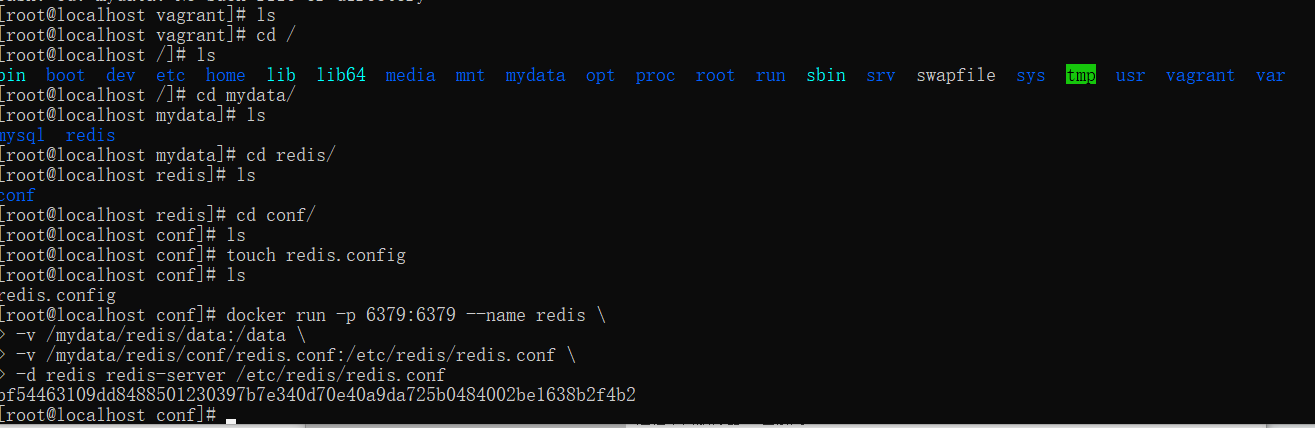 [root@localhost vagrant]# ls
[root@localhost vagrant]# cd /
[root@localhost /]# ls
bin boot dev etc home lib lib64 media mnt mydata opt proc root run sbin srv swapfile sys tmp usr vagrant var
[root@localhost /]# cd mydata/
[root@localhost mydata]# ls
mysql redis
[root@localhost mydata]# cd redis/
[root@localhost redis]# ls
conf
[root@localhost redis]# cd conf/
[root@localhost conf]# ls
[root@localhost conf]# touch redis.config
[root@localhost conf]# ls
redis.config
[root@localhost conf]# docker run -p 6379:6379 --name redis \
> -v /mydata/redis/data:/data \
> -v /mydata/redis/conf/redis.conf:/etc/redis/redis.conf \
> -d redis redis-server /etc/redis/redis.conf
bf54463109dd8488501230397b7e340d70e40a9da725b0484002be1638b2f4b2
[root@localhost conf]#